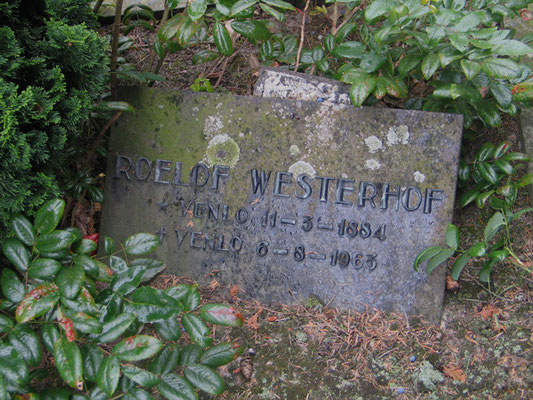 ROELOF WESTERHOF
* VENLO, 11-3-1884
+ VENLO 6-8-1963